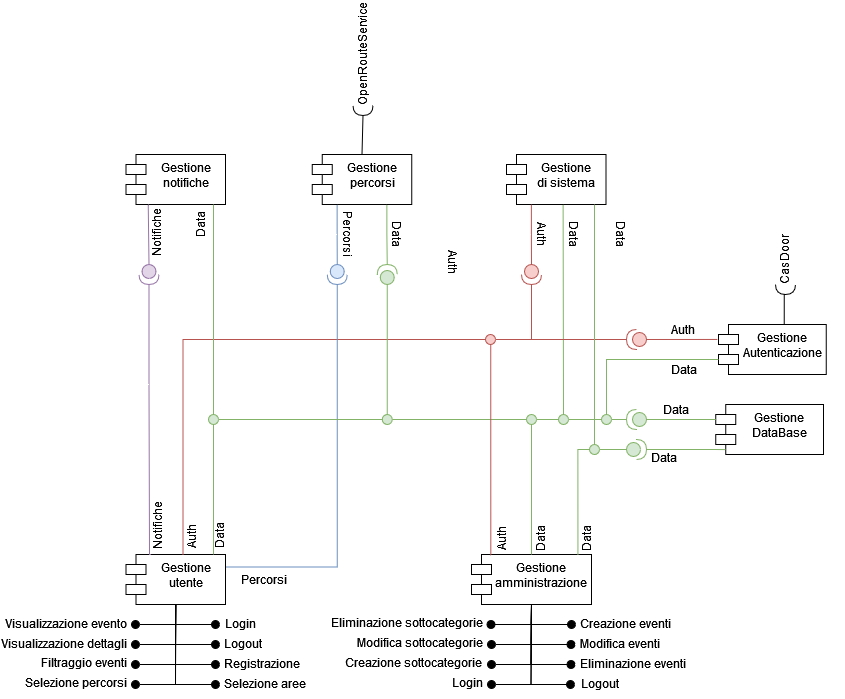 OpenRouteService
Gestione
notifiche
Gestione
percorsi
Gestione
di sistema
Notifiche
Data
Percorsi
Data
Auth
Auth
Data
Data
CasDoor
Auth
Gestione
Autenticazione
Data
Data
Gestione
DataBase
Data
Notifiche
Auth
Data
Auth
Data
Data
Gestione
utente
Percorsi
Gestione
amministrazione
Visualizzazione evento
Login
Visualizzazione dettagli
Logout
Filtraggio eventi
Registrazione
Selezione percorsi
Selezione aree
Eliminazione sottocategorie
Creazione eventi
Modifica sottocategorie
Modifica eventi
Creazione sottocategorie
Eliminazione eventi
Login
Logout